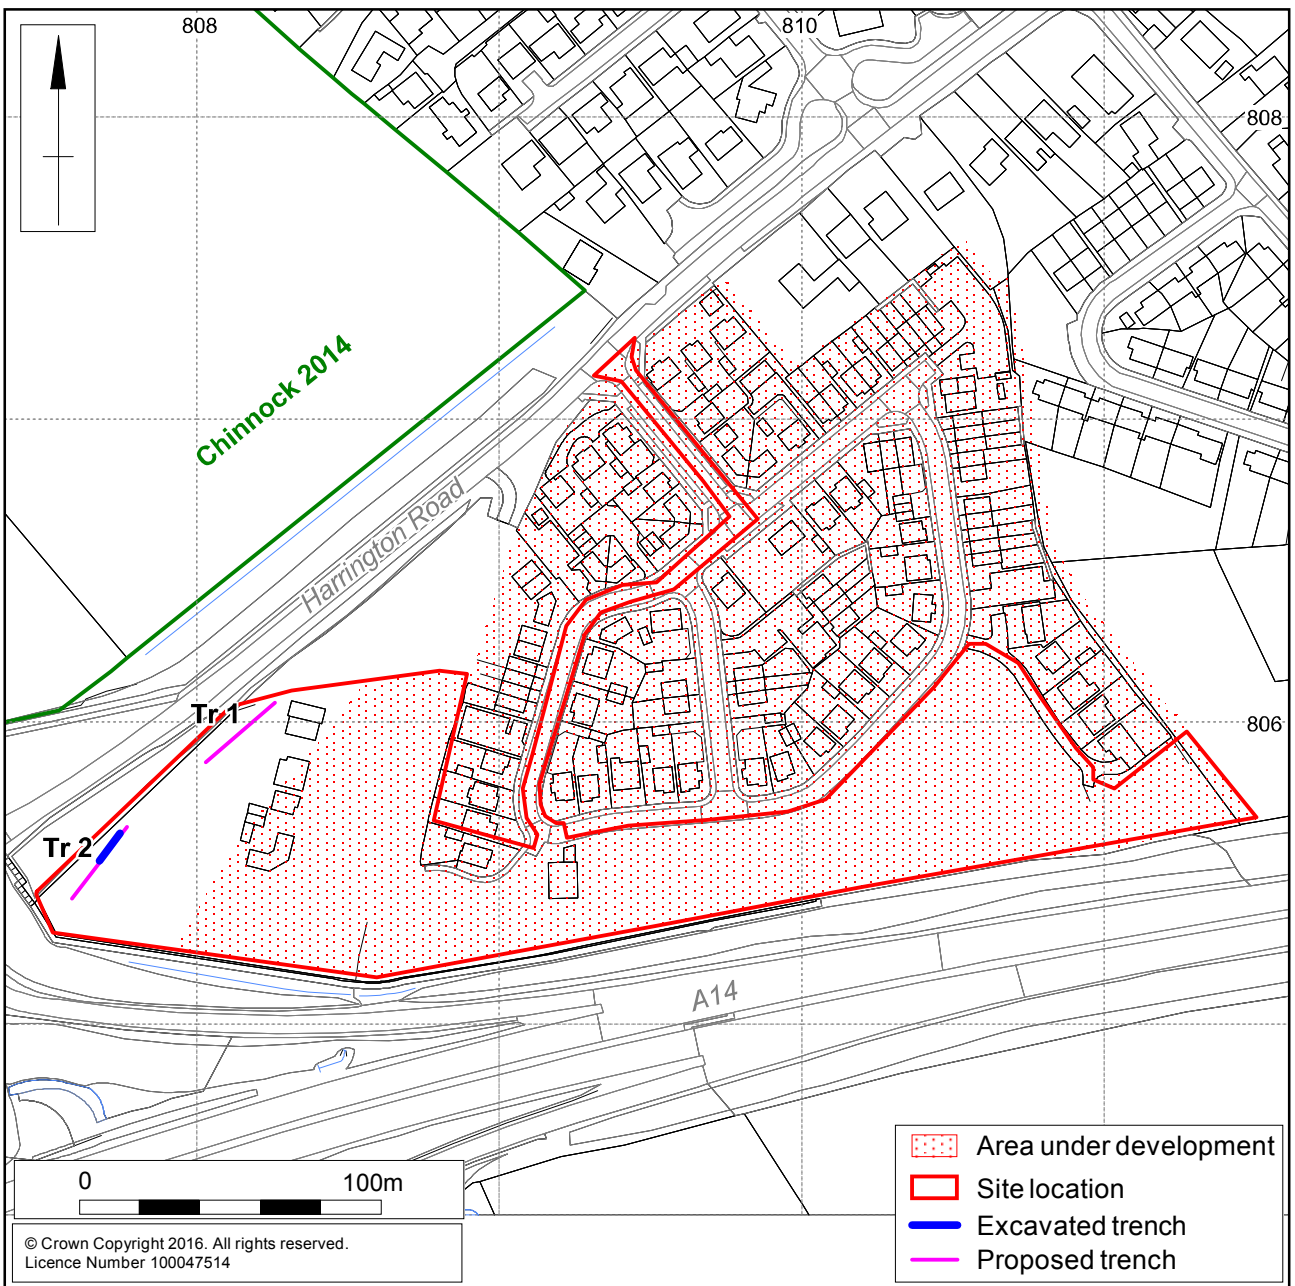 808
810
808
Chinnock 2014
Harrington Road
Tr 1
806
Tr 2
A14
Area under development
Site location
Excavated trench
Proposed trench
0 100m
© Crown Copyright 2016. All rights reserved.
Licence Number 100047514